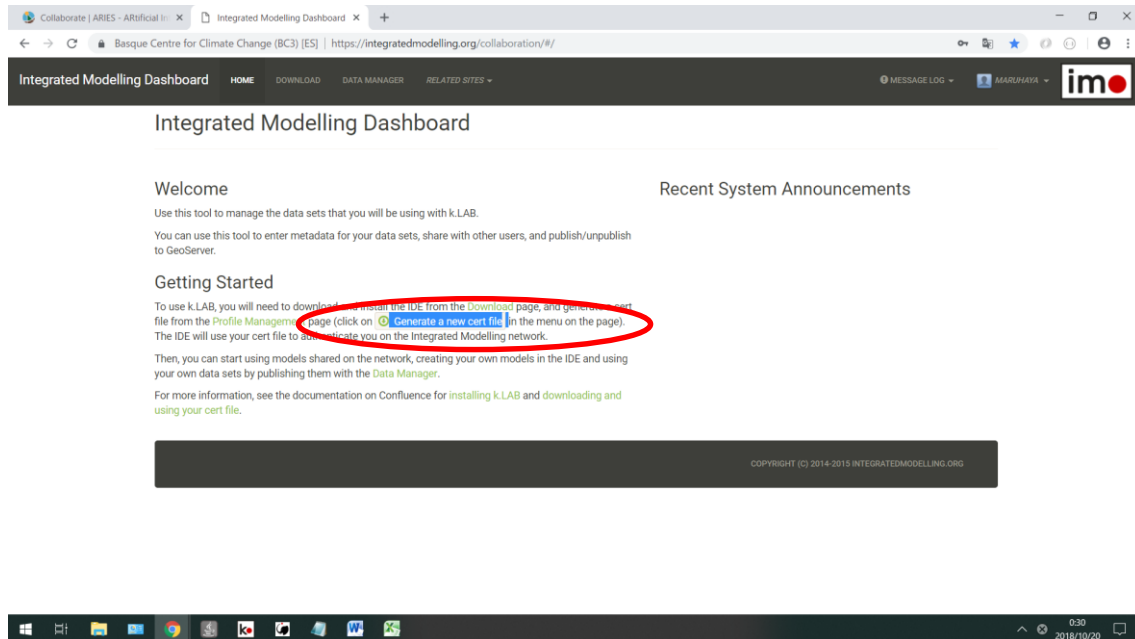 Collaborate | ARIES - ARtificial In
Integrated Modelling Dashboard
Basque Centre for Climate Change (BC3) [ES] | https://integratedmodelling.org/collaboration/#/
Integrated Modelling Dashboard HOME DOWNLOAD DATA MANAGER RELATED SITES MESSAGE LOG MARUHAYA im
Integrated Modelling Dashboard
Welcome
Use this tool to manage the data sets that you will be using with k.LAB.
You can use this tool to enter metadata for your data sets, share with other users, and publish/unpublish
to GeoServer.
Getting Started
To use k.LAB, you will need to download and install the IDE from the Download page, and generate a cert
file from the Profile Management page (click on Generate a new cert file in the menu on the page).
The IDE will use your cert file to authenticate you on the Integrated Modelling network.
Then, you can start using models shared on the network, creating your own models in the IDE and using
your own data sets by publishing them with the Data Manager.
For more information, see the documentation on Confluence for installing k.LAB and downloading and
using your cert file.
Recent System Announcements
COPYRIGHT (C) 2014-2015 INTEGRATEDMODELLING.ORG
0:30
2018/10/20